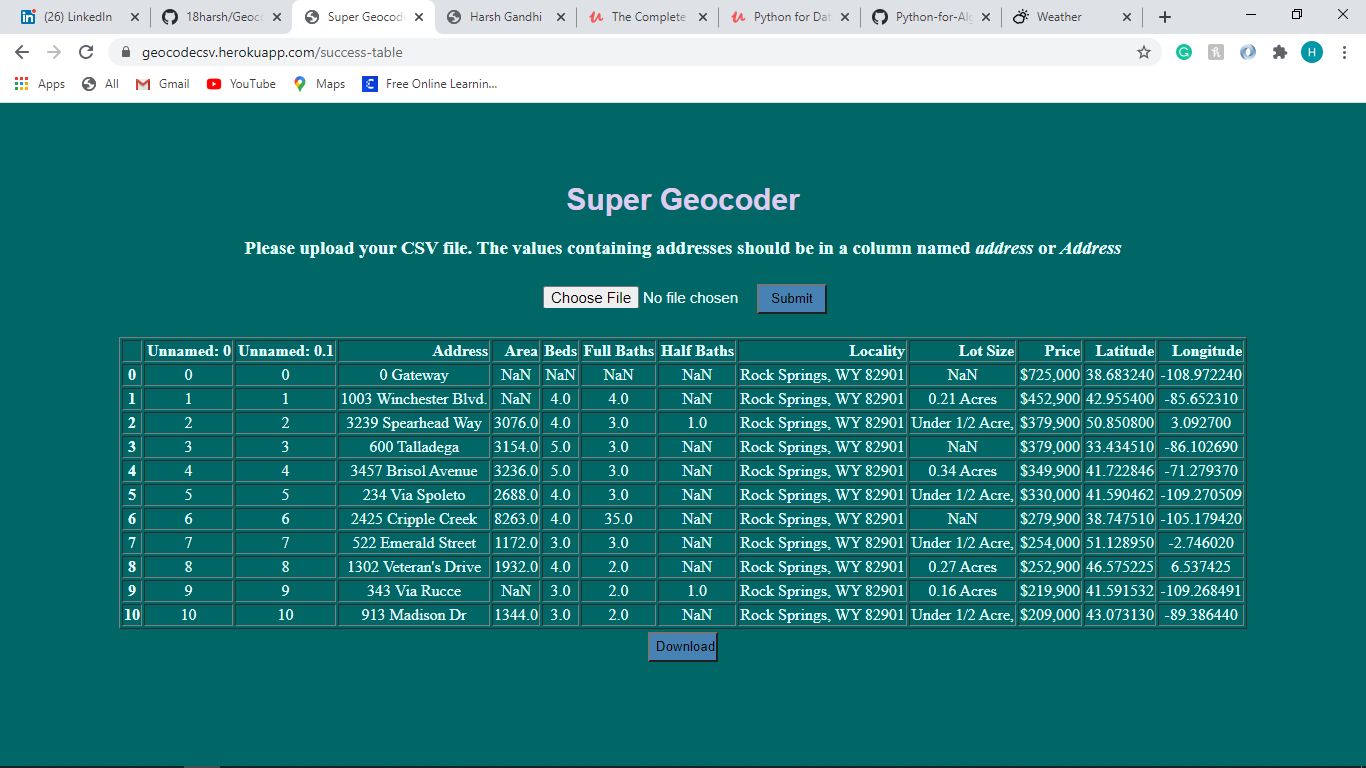 (26) LinkedIn 18harsh/Geoco Super Geocod Harsh Gandhi The Complete Python for Dat Python-for-Alg Weather
geocodecsv.herokuapp.com/success-table H
Apps All Gmail YouTube Maps Free Online Learnin...
Super Geocoder
Please upload your CSV file. The values containing addresses should be in a column named address or Address
Choose File No file chosen Submit
Unnamed: 0 Unnamed: 0.1 Address Area Beds Full Baths Half Baths Locality Lot Size Price Latitude Longitude
0 0 0 0 Gateway NaN NaN NaN NaN Rock Springs, WY 82901 NaN $725,000 38.683240 -108.972240
1 1 1 1003 Winchester Blvd. NaN 4.0 4.0 NaN Rock Springs, WY 82901 0.21 Acres $452,900 42.955400 -85.652310
2 2 2 3239 Spearhead Way 3076.0 4.0 3.0 1.0 Rock Springs, WY 82901 Under 1/2 Acre, $379,900 50.850800 3.092700
3 3 3 600 Talladega 3154.0 5.0 3.0 NaN Rock Springs, WY 82901 NaN $379,000 33.434510 -86.102690
4 4 4 3457 Brisol Avenue 3236.0 5.0 3.0 NaN Rock Springs, WY 82901 0.34 Acres $349,900 41.722846 -71.279370
5 5 5 234 Via Spoleto 2688.0 4.0 3.0 NaN Rock Springs, WY 82901 Under 1/2 Acre, $330,000 41.590462 -109.270509
6 6 6 2425 Cripple Creek 8263.0 4.0 35.0 NaN Rock Springs, WY 82901 NaN $279,900 38.747510 -105.179420
7 7 7 522 Emerald Street 1172.0 3.0 3.0 NaN Rock Springs, WY 82901 Under 1/2 Acre, $254,000 51.128950 -2.746020
8 8 8 1302 Veteran's Drive 1932.0 4.0 2.0 NaN Rock Springs, WY 82901 0.27 Acres $252,900 46.575225 6.537425
9 9 9 343 Via Rucce NaN 3.0 2.0 1.0 Rock Springs, WY 82901 0.16 Acres $219,900 41.591532 -109.268491
10 10 10 913 Madison Dr 1344.0 3.0 2.0 NaN Rock Springs, WY 82901 Under 1/2 Acre, $209,000 43.073130 -89.386440
Download